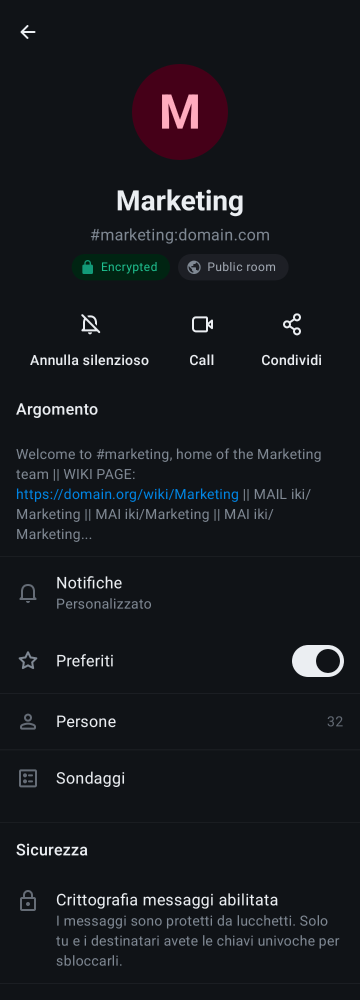 M
Marketing
#marketing:domain.com
Encrypted
Public room
Annulla silenzioso
Call
Condividi
Argomento
Welcome to #marketing, home of the Marketing
team || WIKI PAGE:
https://domain.org/wiki/Marketing || MAIL iki/
Marketing || MAI iki/Marketing || MAI iki/
Marketing...
Notifiche
Personalizzato
Preferiti
Persone
32
Sondaggi
Sicurezza
Crittografia messaggi abilitata
I messaggi sono protetti da lucchetti. Solo
tu e i destinatari avete le chiavi univoche per
sbloccarli.